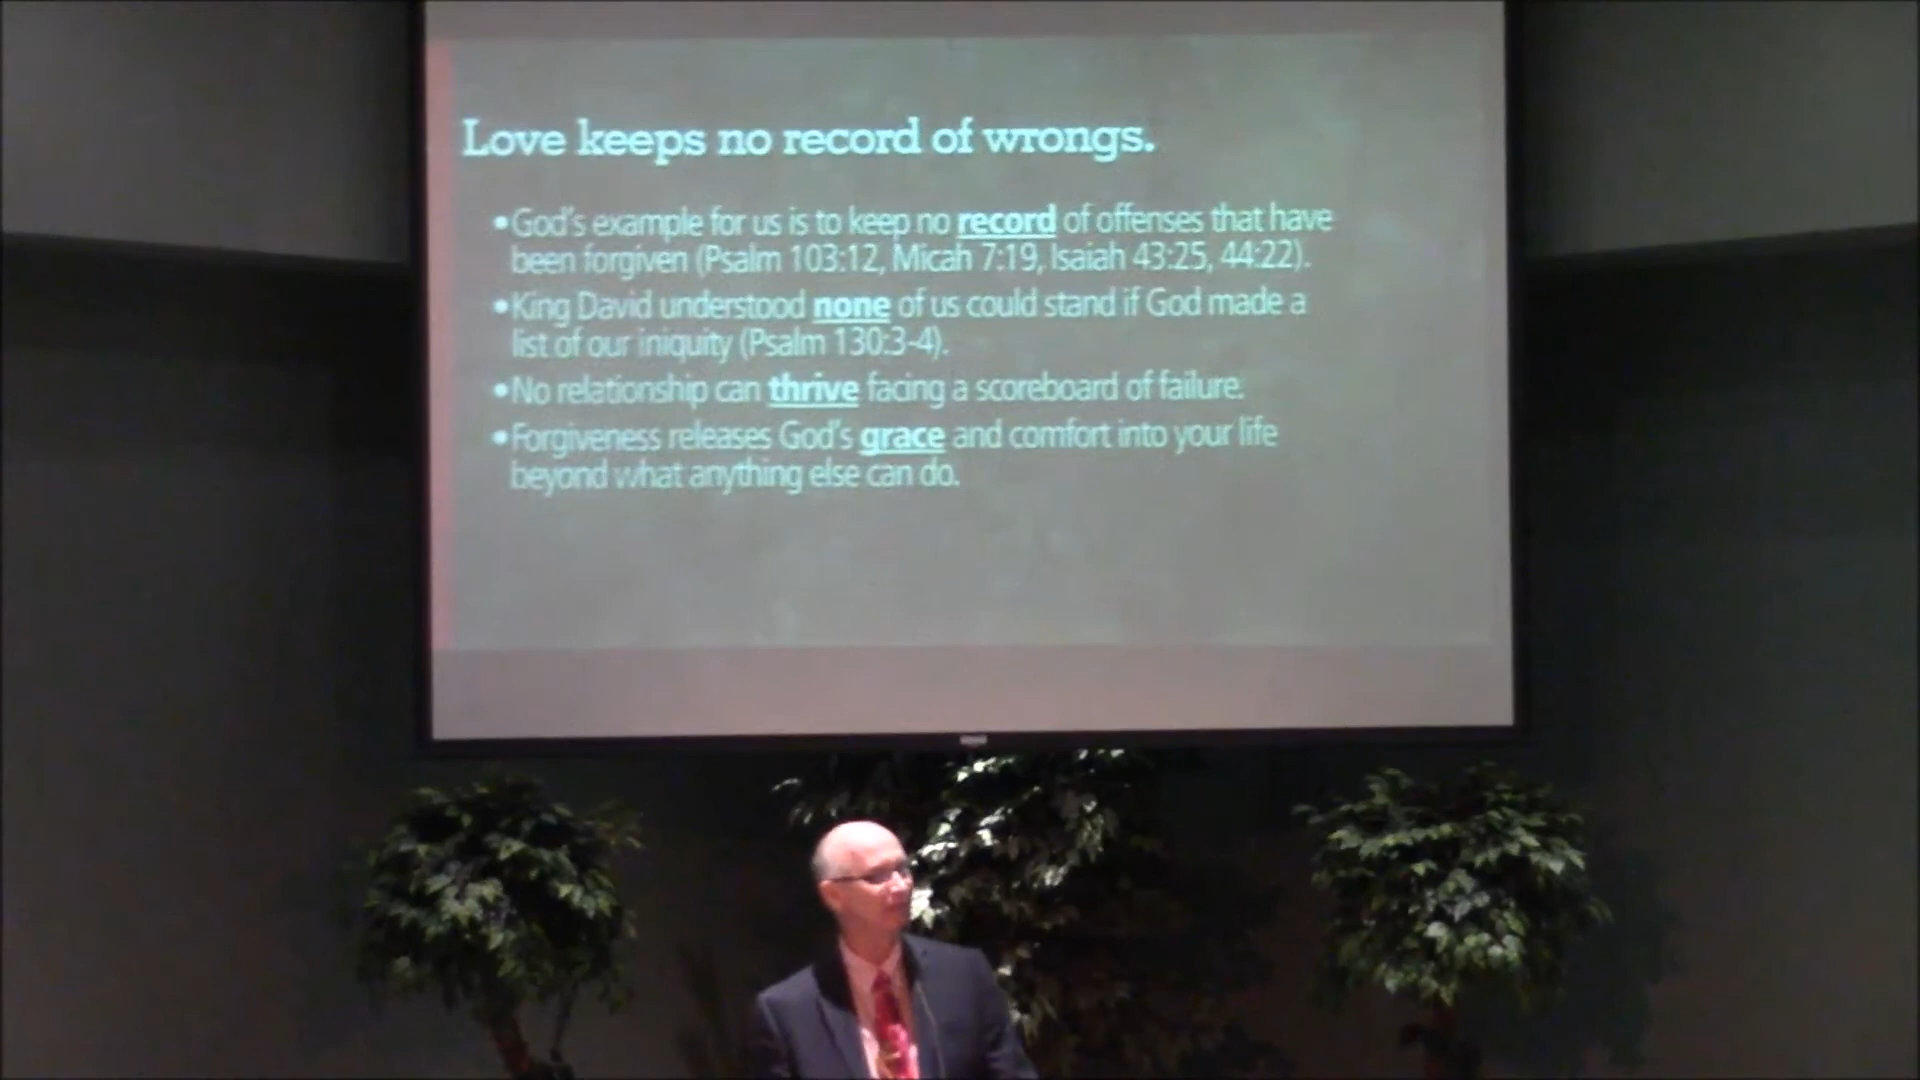 Love keeps no record of wrongs.
•God's example for us is to keep no record of offenses that have
been forgiven (Psalm 103:12, Micah 7:19, Isaiah 43:25, 44:22).
•King David understood none of us could stand if God made a
list of our iniquity (Psalm 130:3-4).
•No relationship can thrive facing a scoreboard of failure.
•Forgiveness releases God's grace and comfort into your life
beyond what anything else can do.